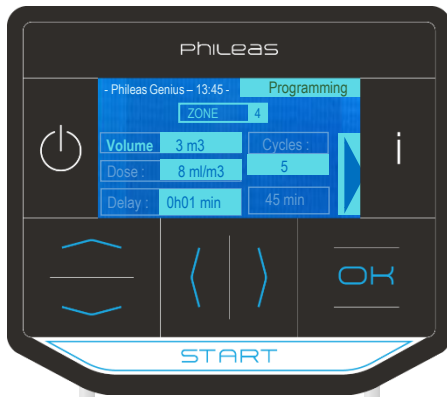 PHILEAS
- Phileas Genius – 13:45 -
Programming
ZONE 4
Volume 3 m3
Cycles :
Dose : 8 ml/m3
5
Delay : 0h01 min
45 min
i
OK
START